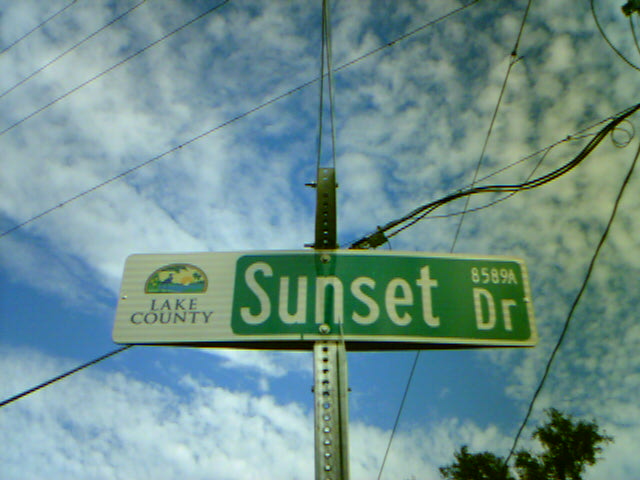 LAKE
COUNTY
Sunset
8589A
Dr